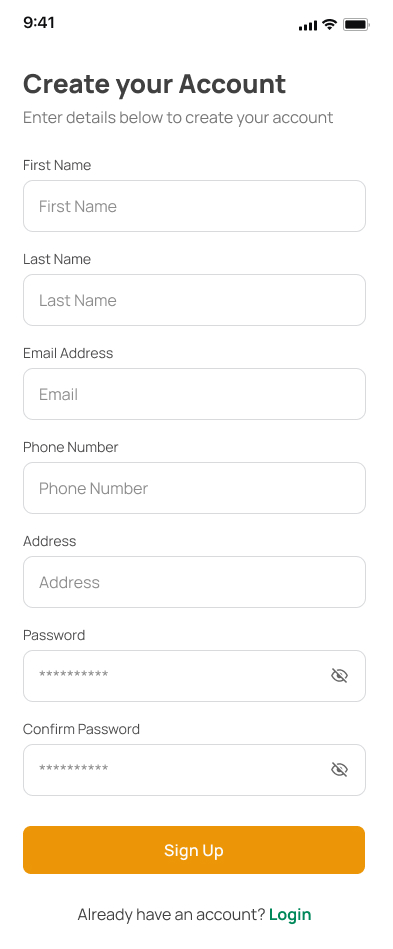 9:41
Create your Account
Enter details below to create your account
First Name
First Name
Last Name
Last Name
Email Address
Email
Phone Number
Phone Number
Address
Address
Password
**********
Confirm Password
**********
Sign Up
Already have an account? Login